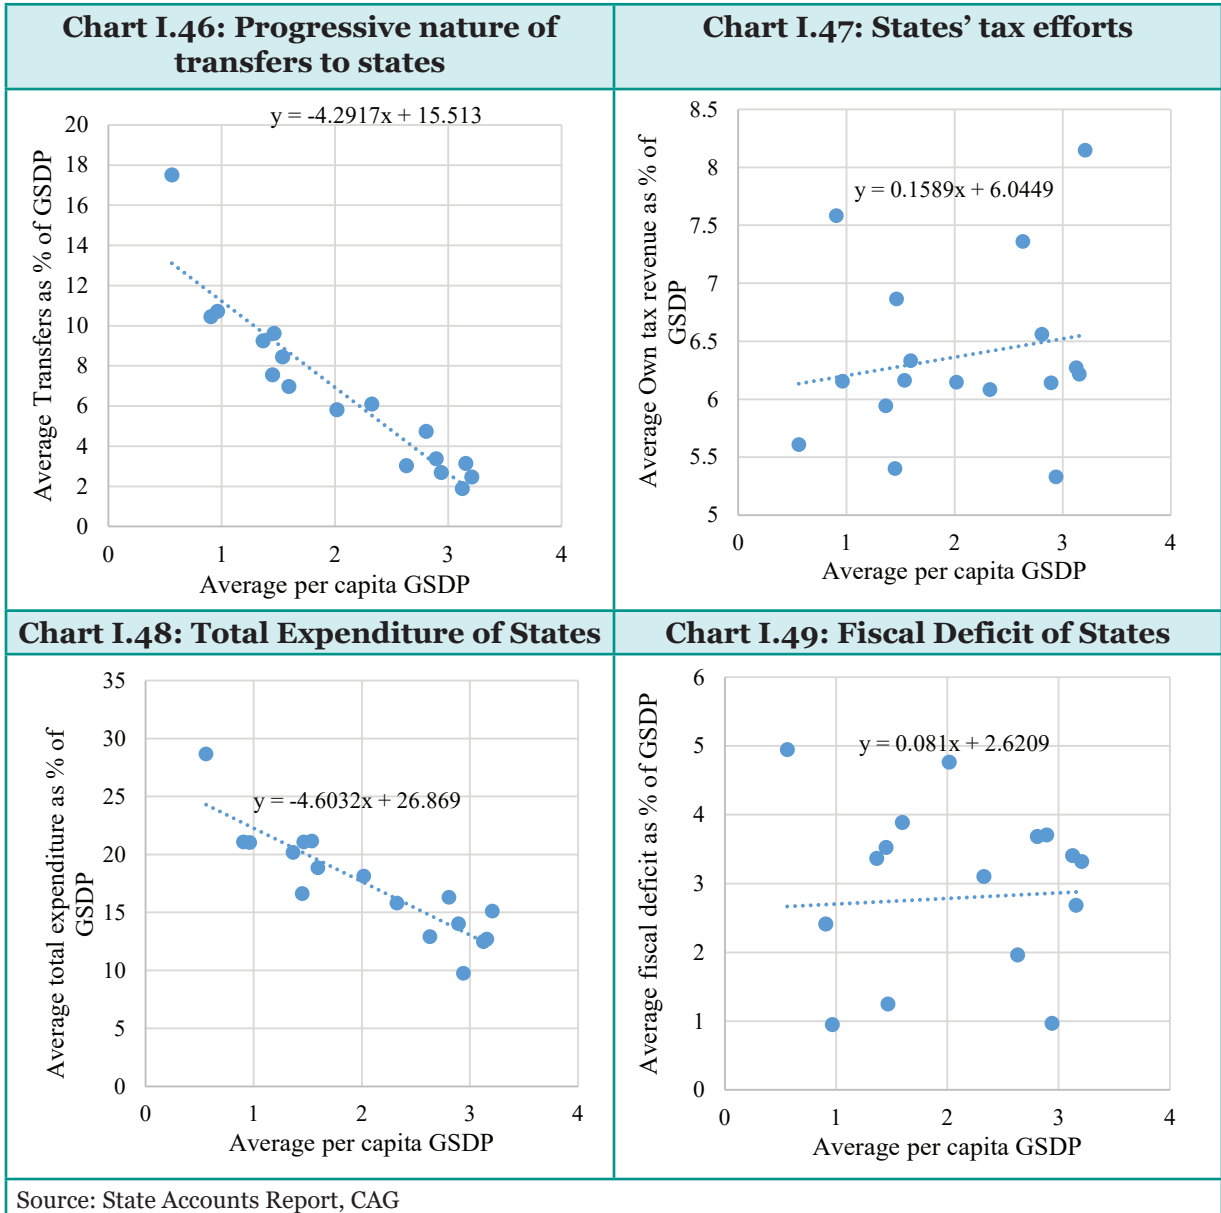 Chart I.46: Progressive nature of
transfers to states
y = -4.2917x + 15.513
Average Transfers as % of GSDP
20
18
16
14
12
10
8
6
4
2
0
0 1 2 3 4
Average per capita GSDP
Chart I.47: States’ tax efforts
y = 0.1589x + 6.0449
Average Own tax revenue as % of
GSDP
8.5
8
7.5
7
6.5
6
5.5
5
0 1 2 3 4
Average per capita GSDP
Chart I.48: Total Expenditure of States
y = -4.6032x + 26.869
Average total expenditure as % of
GSDP
35
30
25
20
15
10
5
0
0 1 2 3 4
Average per capita GSDP
Chart I.49: Fiscal Deficit of States
y = 0.081x + 2.6209
Average fiscal deficit as % of GSDP
6
5
4
3
2
1
0
0 1 2 3 4
Average per capita GSDP
Source: State Accounts Report, CAG